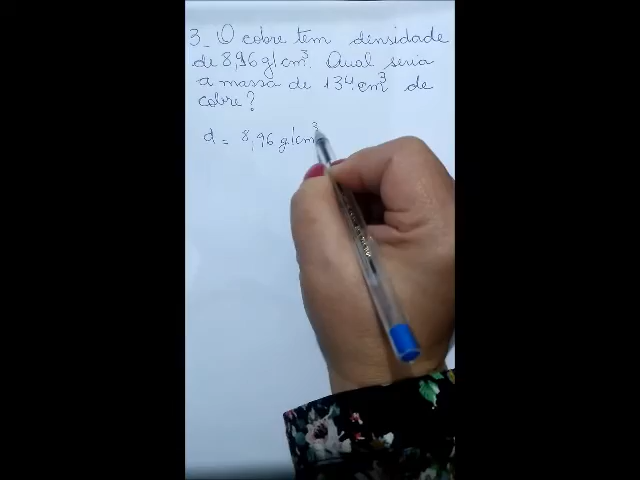 3_ O cobre tem densidade
de 8,96 g/cm³. Qual seria
a massa de 134 cm³ de
cobre?
d = 8,96 g/cm³